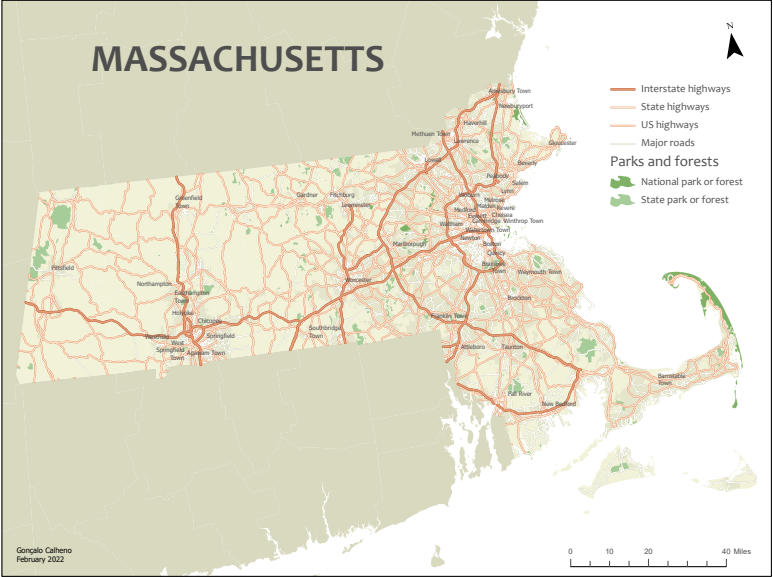 MASSACHUSETTS
N
Interstate highways
State highways
US highways
Major roads
Parks and forests
National park or forest
State park or forest
Amesbury Town
Newburyport
Haverhill
Methuen Town
Lawrence
Gloucester
Lowell
Beverly
Peabody
Salem
Lynn
Woburn
Melrose
Malden
Revere
Medford
Everett
Chelsea
Cambridge
Winthrop Town
Waltham
Watertown Town
Newton
Boston
Quincy
Braintree
Town
Weymouth Town
Marlborough
Gardner
Fitchburg
Leominster
Greenfield
Town
Pittsfield
Worcester
Northampton
Easthampton
Town
Holyoke
Chicopee
Westfield
Springfield
West
Springfield
Town
Agawam Town
Southbridge
Town
Brockton
Franklin Town
Attleboro
Taunton
Fall River
New Bedford
Barnstable
Town
Gonçalo Calheno
February 2022
0 10 20 40 Miles